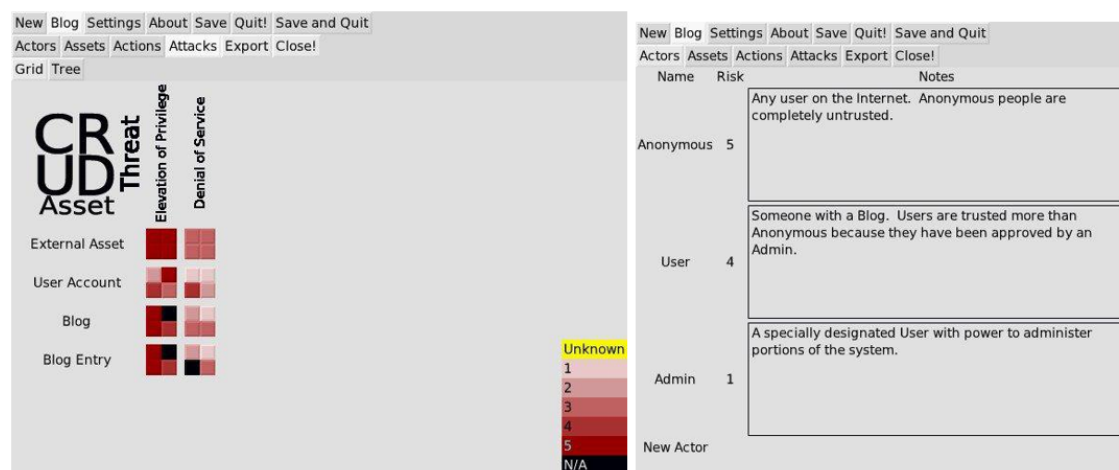 New Blog Settings About Save Quit! Save and Quit
Actors Assets Actions Attacks Export Close!
Grid Tree
CR
UD
Threat
Asset
Elevation of Privilege
Denial of Service
External Asset
User Account
Blog
Blog Entry
Unknown
1
2
3
4
5
N/A
New Blog Settings About Save Quit! Save and Quit
Actors Assets Actions Attacks Export Close!
Name Risk Notes
Anonymous 5
Any user on the Internet. Anonymous people are
completely untrusted.
User 4
Someone with a Blog. Users are trusted more than
Anonymous because they have been approved by an
Admin.
Admin 1
A specially designated User with power to administer
portions of the system.
New Actor